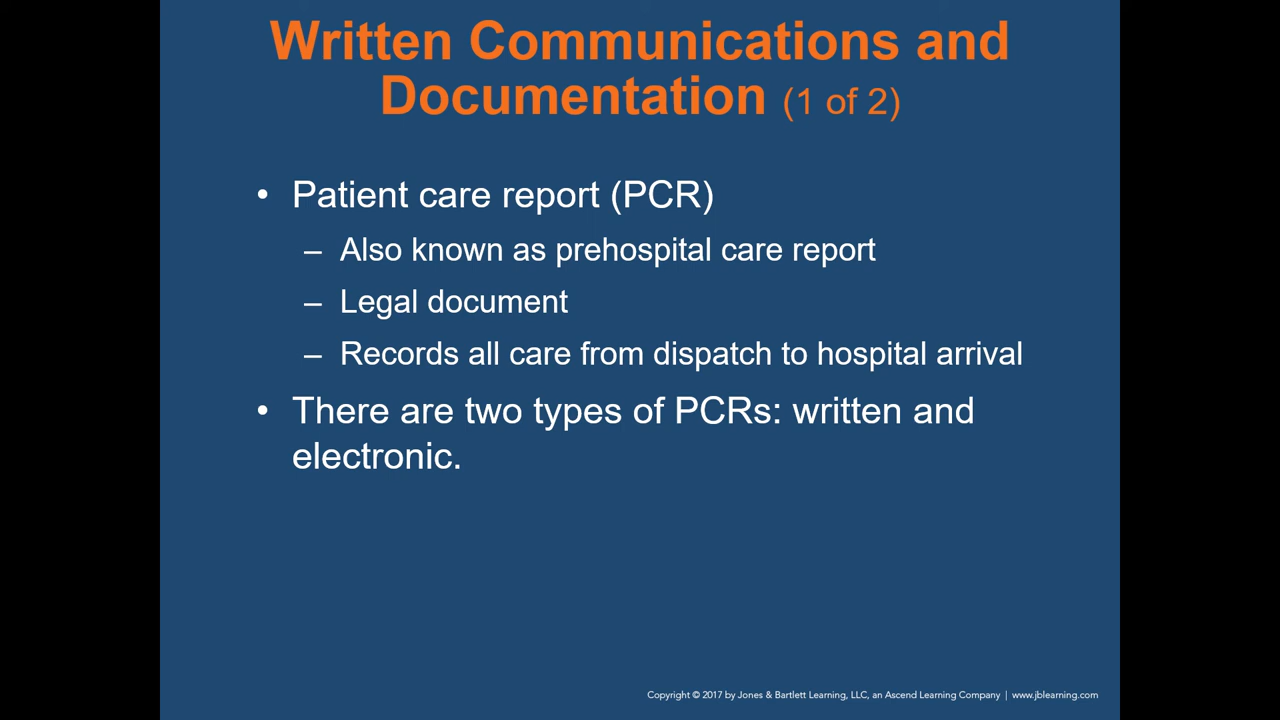 Written Communications and
Documentation (1 of 2)
• Patient care report (PCR)
– Also known as prehospital care report
– Legal document
– Records all care from dispatch to hospital arrival
• There are two types of PCRs: written and
electronic.
Copyright © 2017 by Jones & Bartlett Learning, LLC, an Ascend Learning Company | www.jblearning.com